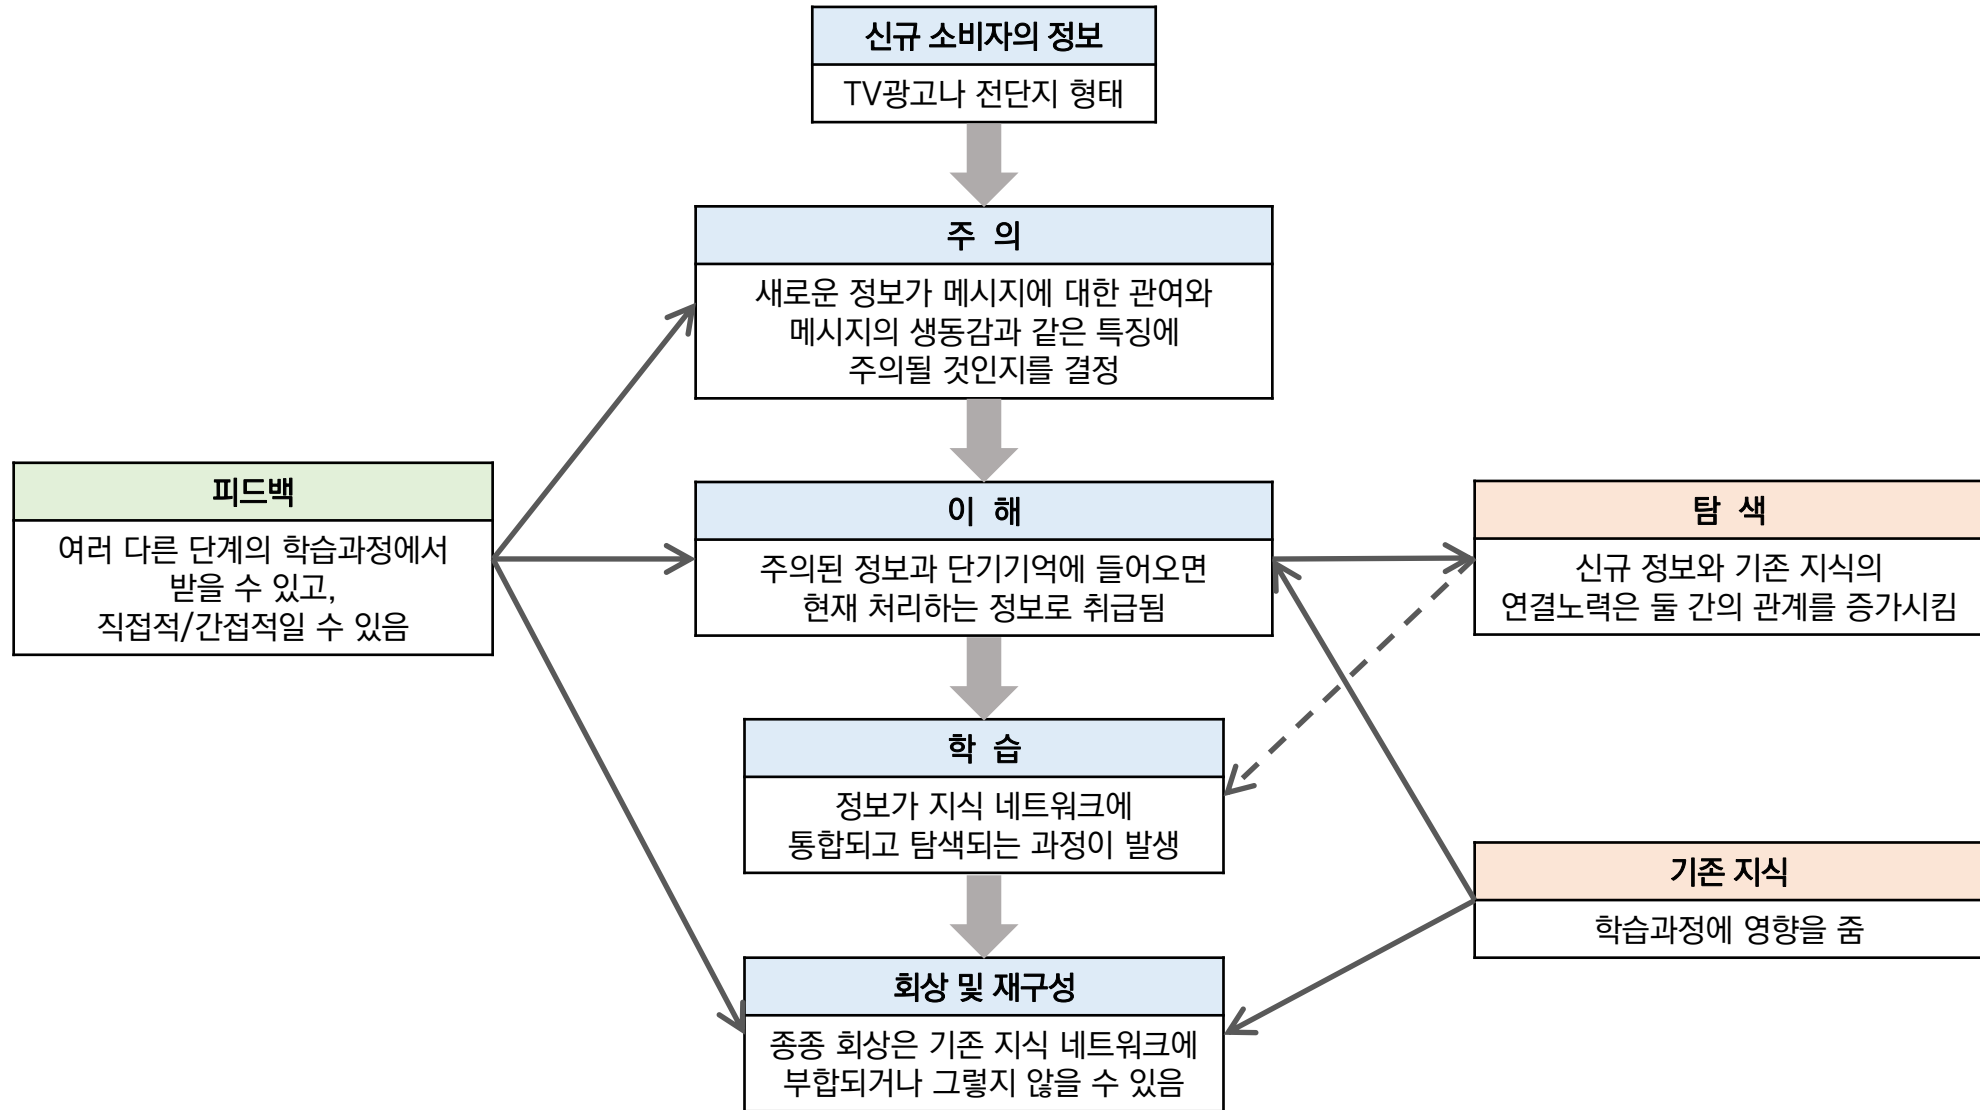 신규 소비자의 정보
TV광고나 전단지 형태
주 의
새로운 정보가 메시지에 대한 관여와
메시지의 생동감과 같은 특징에
주의될 것인지를 결정
피드백
여러 다른 단계의 학습과정에서
받을 수 있고,
직접적/간접적일 수 있음
이 해
주의된 정보과 단기기억에 들어오면
현재 처리하는 정보로 취급됨
탐 색
신규 정보와 기존 지식의
연결노력은 둘 간의 관계를 증가시킴
학 습
정보가 지식 네트워크에
통합되고 탐색되는 과정이 발생
기존 지식
학습과정에 영향을 줌
회상 및 재구성
종종 회상은 기존 지식 네트워크에
부합되거나 그렇지 않을 수 있음